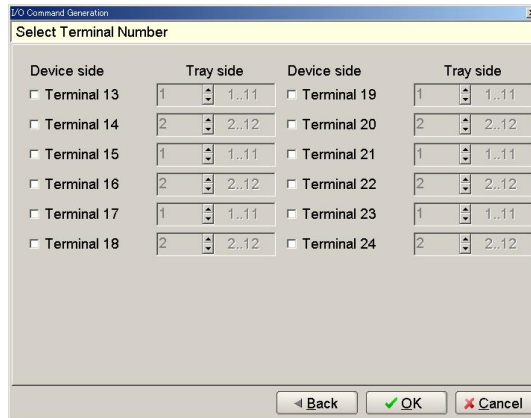 I/O Command Generation
Select Terminal Number
Device side Tray side Device side Tray side
Terminal 13 1 1..11 Terminal 19 1 1..11
Terminal 14 2 2..12 Terminal 20 2 2..12
Terminal 15 1 1..11 Terminal 21 1 1..11
Terminal 16 2 2..12 Terminal 22 2 2..12
Terminal 17 1 1..11 Terminal 23 1 1..11
Terminal 18 2 2..12 Terminal 24 2 2..12
Back OK Cancel